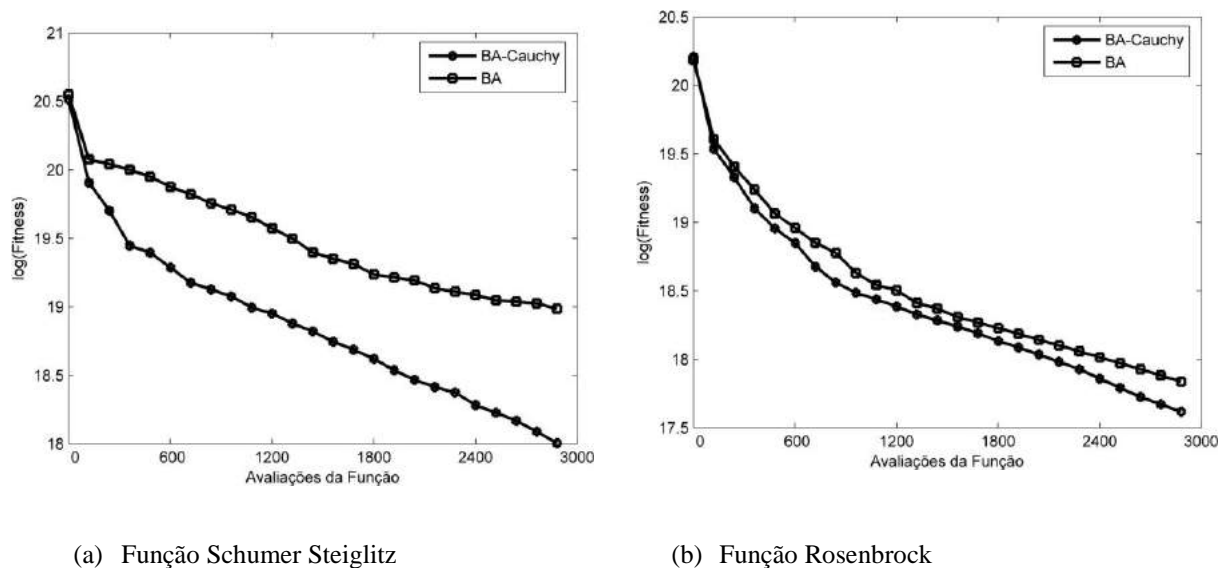 21
20.5
20
19.5
19
18.5
18
log(Fitness)
0 600 1200 1800 2400 3000
Avaliações da Função
BA-Cauchy
BA
(a) Função Schumer Steiglitz
20.5
20
19.5
19
18.5
18
17.5
log(Fitness)
0 600 1200 1800 2400 3000
Avaliações da Função
BA-Cauchy
BA
(b) Função Rosenbrock